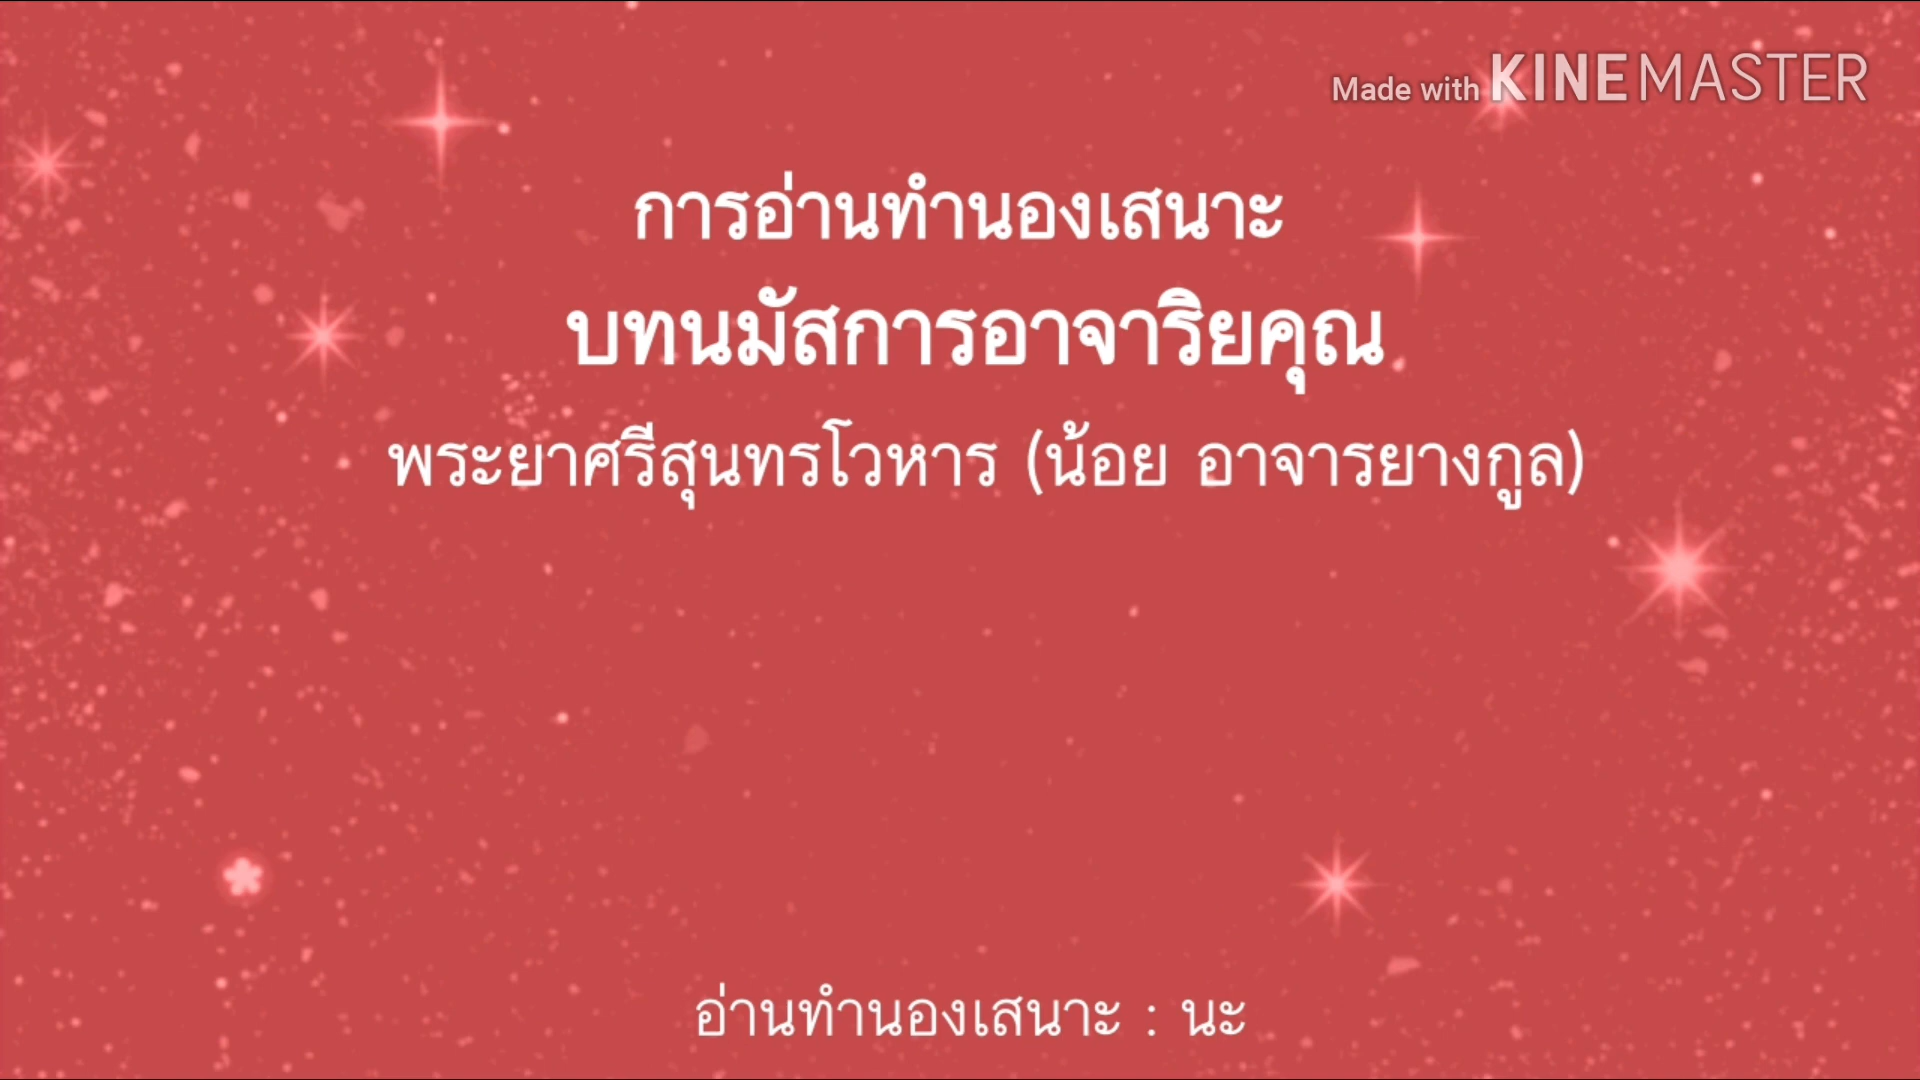 Made with KINEMASTER
การอ่านทำนองเสนาะ
บทนมัสการอาจาริยคุณ
พระยาศรีสุนทรโวหาร (น้อย อาจารยางกูล)
อ่านทำนองเสนาะ : นะ